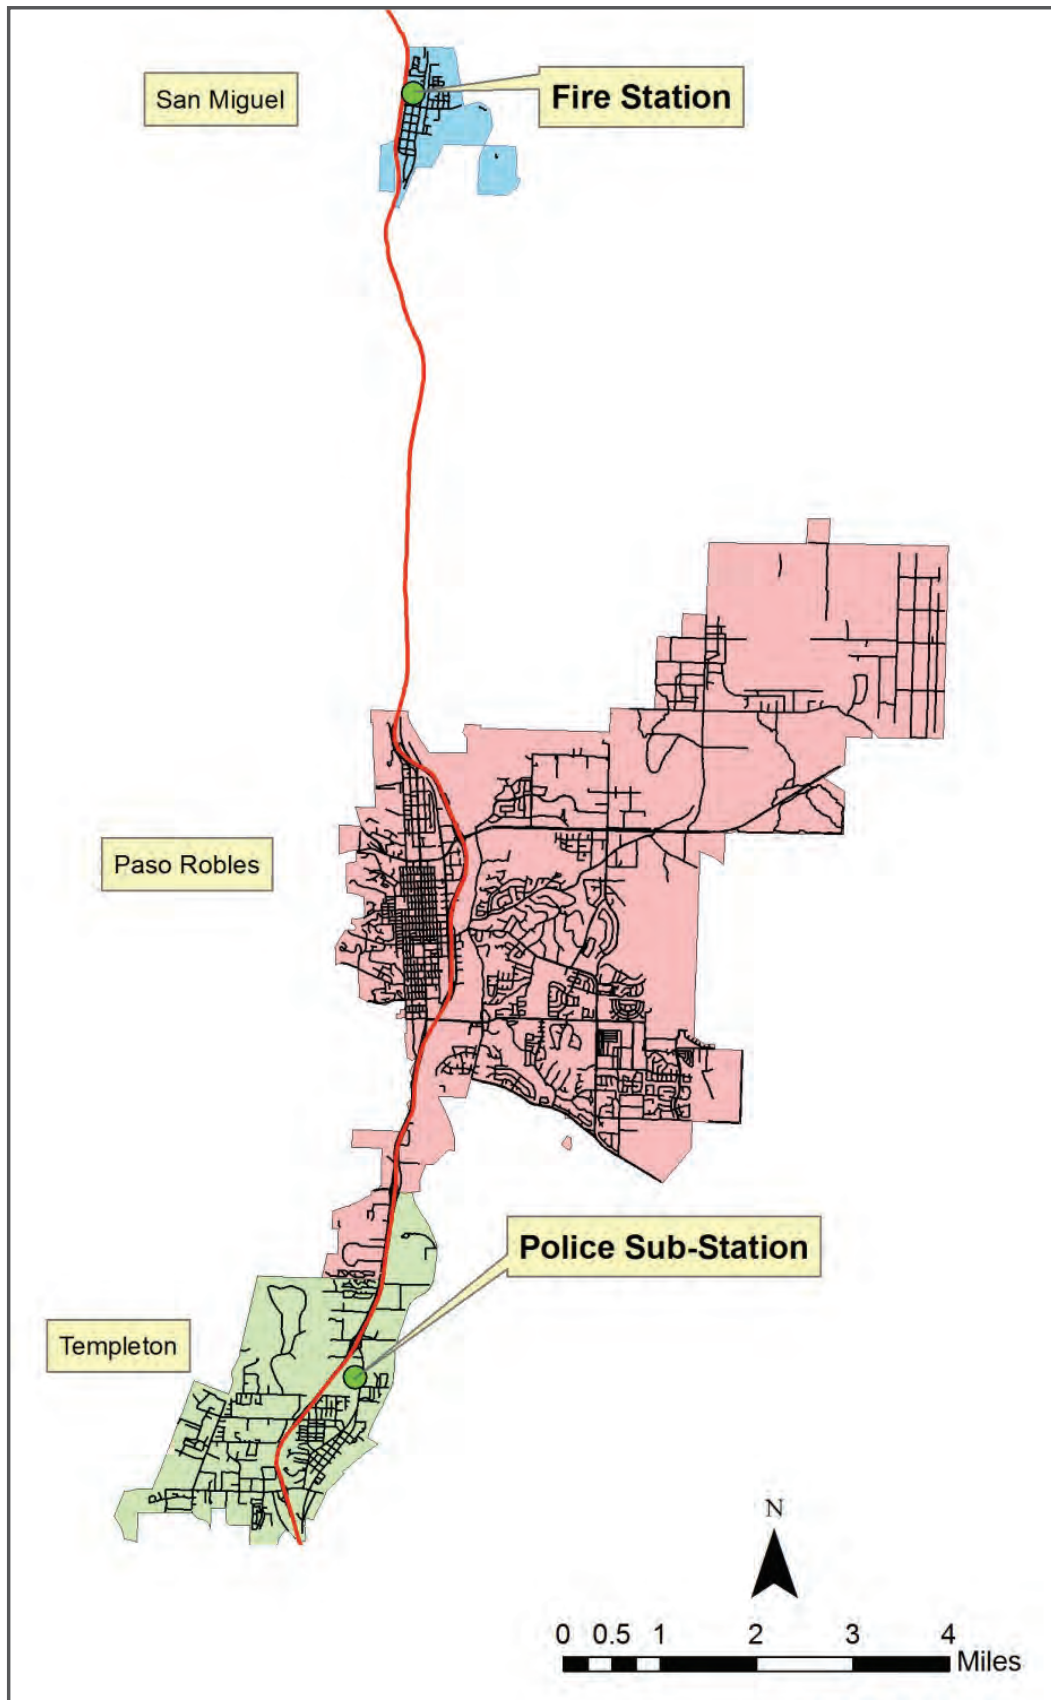 San Miguel
Fire Station
Paso Robles
Police Sub-Station
Templeton
N
0 0.5 1 2 3 4
Miles